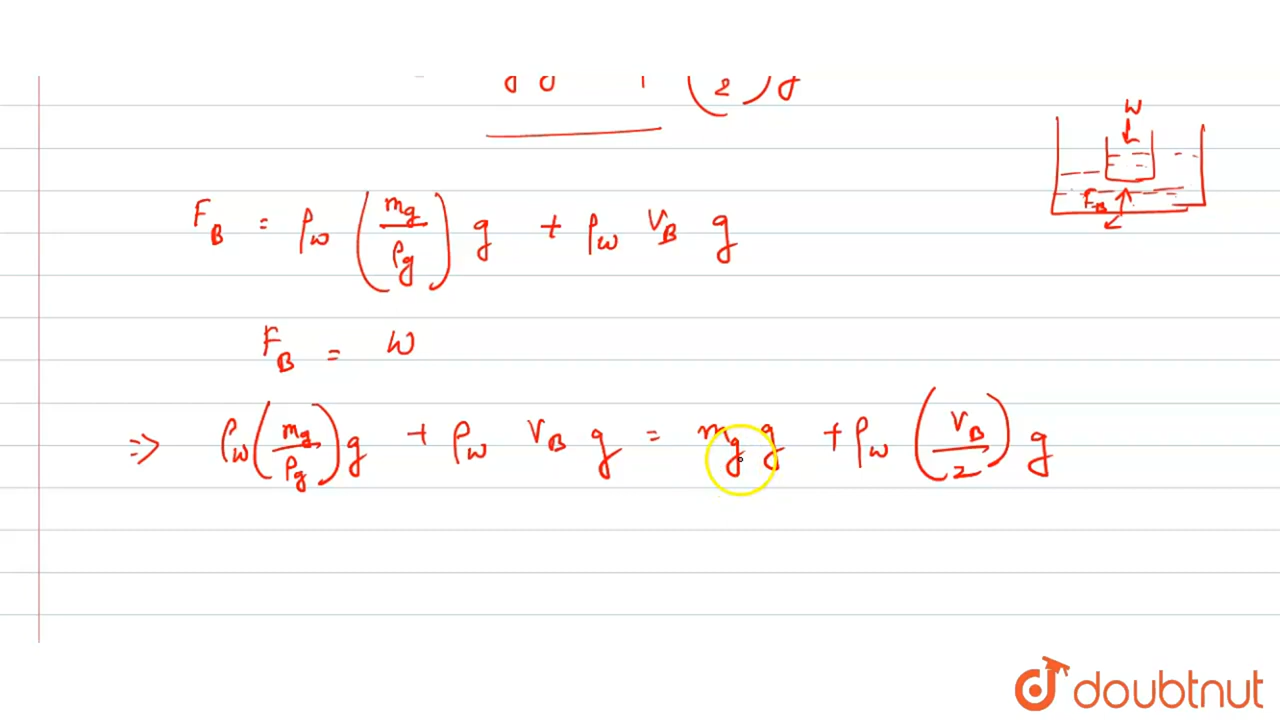 W
F_B
F_B = ρ_w (m_g / ρ_g) g + ρ_w V_B g
F_B = W
⇒ ρ_w (m_g / ρ_g) g + ρ_w V_B g = m_g g + ρ_w (V_B / 2) g
doubtnut